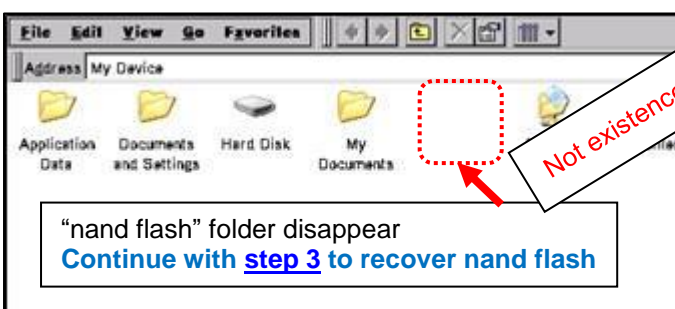 File Edit View Go Favorites
Address My Device
Application Data
Documents and Settings
Hard Disk
My Documents
Not existence
“nand flash” folder disappear
Continue with step 3 to recover nand flash